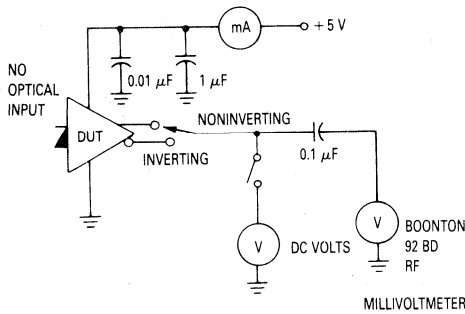 mA
+5 V
0.01 μF
1 μF
NO
OPTICAL
INPUT
DUT
NONINVERTING
INVERTING
0.1 μF
V
DC VOLTS
V
BOONTON
92 BD
RF
MILLIVOLTMETER